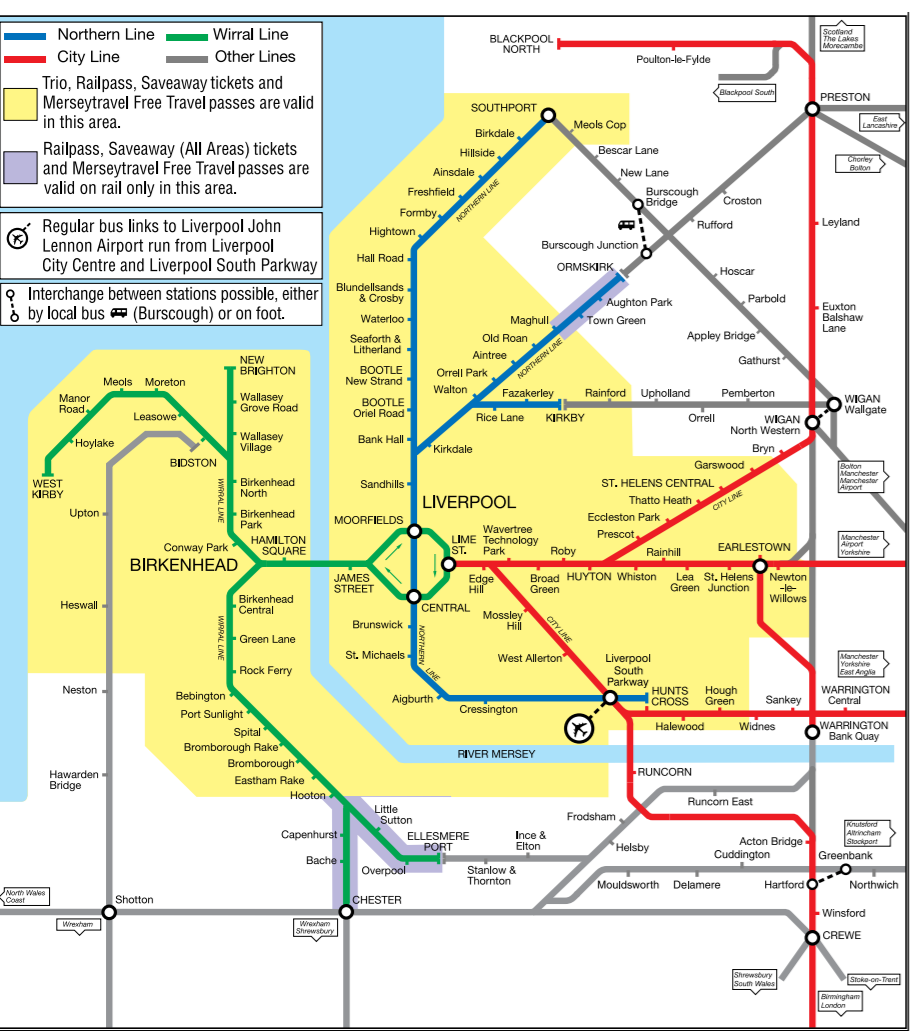 Northern Line
Wirral Line
City Line
Other Lines
Trio, Railpass, Saveaway tickets and
Merseytravel Free Travel passes are valid
in this area.
Railpass, Saveaway (All Areas) tickets
and Merseytravel Free Travel passes are
valid on rail only in this area.
Regular bus links to Liverpool John
Lennon Airport run from Liverpool
City Centre and Liverpool South Parkway
Interchange between stations possible, either
by local bus (Burscough) or on foot.
BLACKPOOL
NORTH
Poulton-le-Fylde
Scotland
The Lakes
Morecambe
Blackpool South
PRESTON
East
Lancashire
Chorley
Bolton
SOUTHPORT
Meols Cop
Birkdale
Bescar Lane
Hillside
New Lane
Ainsdale
Burscough
Bridge
Freshfield
NORTHERN LINE
Croston
Formby
Rufford
Leyland
Hightown
Burscough Junction
Hall Road
ORMSKIRK
Hoscar
Blundellsands
& Crosby
Aughton Park
Parbold
Euxton
Balshaw
Lane
Waterloo
Maghull
Town Green
Seaforth &
Litherland
Old Roan
Appley Bridge
Aintree
NORTHERN LINE
Gathurst
BOOTLE
New Strand
Orrell Park
Walton
Fazakerley
Rainford
Upholland
Pemberton
WIGAN
Wallgate
BOOTLE
Oriel Road
Rice Lane
KIRKBY
Orrell
WIGAN
North Western
Bank Hall
Kirkdale
Bryn
Garswood
Bolton
Manchester
Manchester
Airport
Sandhills
ST. HELENS CENTRAL
Thatto Heath
CITY LINE
Eccleston Park
Prescot
NEW
BRIGHTON
Meols
Moreton
Manor
Road
Leasowe
Wallasey
Grove Road
Hoylake
Wallasey
Village
BIDSTON
WEST
KIRBY
WIRRAL LINE
Birkenhead
North
Upton
Birkenhead
Park
Conway Park
HAMILTON
SQUARE
BIRKENHEAD
LIVERPOOL
MOORFIELDS
LIME
ST.
JAMES
STREET
CENTRAL
Wavertree
Technology
Park
Roby
Rainhill
EARLESTOWN
Manchester
Airport
Yorkshire
Edge
Hill
Broad
Green
HUYTON
Whiston
Lea
Green
St. Helens
Junction
Newton
-le-
Willows
Heswall
Birkenhead
Central
WIRRAL LINE
Green Lane
Rock Ferry
Brunswick
NORTHERN
LINE
St. Michaels
Mossley
Hill
CITY LINE
West Allerton
Liverpool
South
Parkway
Manchester
Yorkshire
East Anglia
Neston
Bebington
Aigburth
Cressington
HUNTS
CROSS
Hough
Green
Sankey
WARRINGTON
Central
Port Sunlight
Halewood
Widnes
WARRINGTON
Bank Quay
Spital
Bromborough Rake
RIVER MERSEY
Bromborough
Hawarden
Bridge
Eastham Rake
RUNCORN
Hooton
Runcorn East
Little
Sutton
Frodsham
Capenhurst
ELLESMERE
PORT
Ince &
Elton
Helsby
Acton Bridge
Knutsford
Altrincham
Stockport
Bache
Overpool
Stanlow &
Thornton
Cuddington
Greenbank
Mouldsworth
Delamere
Hartford
Northwich
North Wales
Coast
Shotton
CHESTER
Winsford
Wrexham
Wrexham
Shrewsbury
CREWE
Shrewsbury
South Wales
Stoke-on-Trent
Birmingham
London